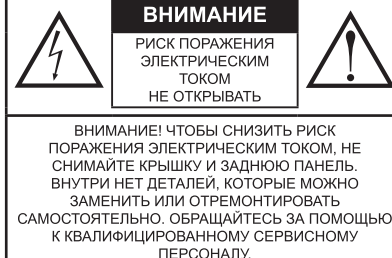 ВНИМАНИЕ
РИСК ПОРАЖЕНИЯ
ЭЛЕКТРИЧЕСКИМ
ТОКОМ
НЕ ОТКРЫВАТЬ
ВНИМАНИЕ! ЧТОБЫ СНИЗИТЬ РИСК
ПОРАЖЕНИЯ ЭЛЕКТРИЧЕСКИМ ТОКОМ, НЕ
СНИМАЙТЕ КРЫШКУ И ЗАДНЮЮ ПАНЕЛЬ.
ВНУТРИ НЕТ ДЕТАЛЕЙ, КОТОРЫЕ МОЖНО
ЗАМЕНИТЬ ИЛИ ОТРЕМОНТИРОВАТЬ
САМОСТОЯТЕЛЬНО. ОБРАЩАЙТЕСЬ ЗА ПОМОЩЬЮ
К КВАЛИФИЦИРОВАННОМУ СЕРВИСНОМУ
ПЕРСОНАЛУ.